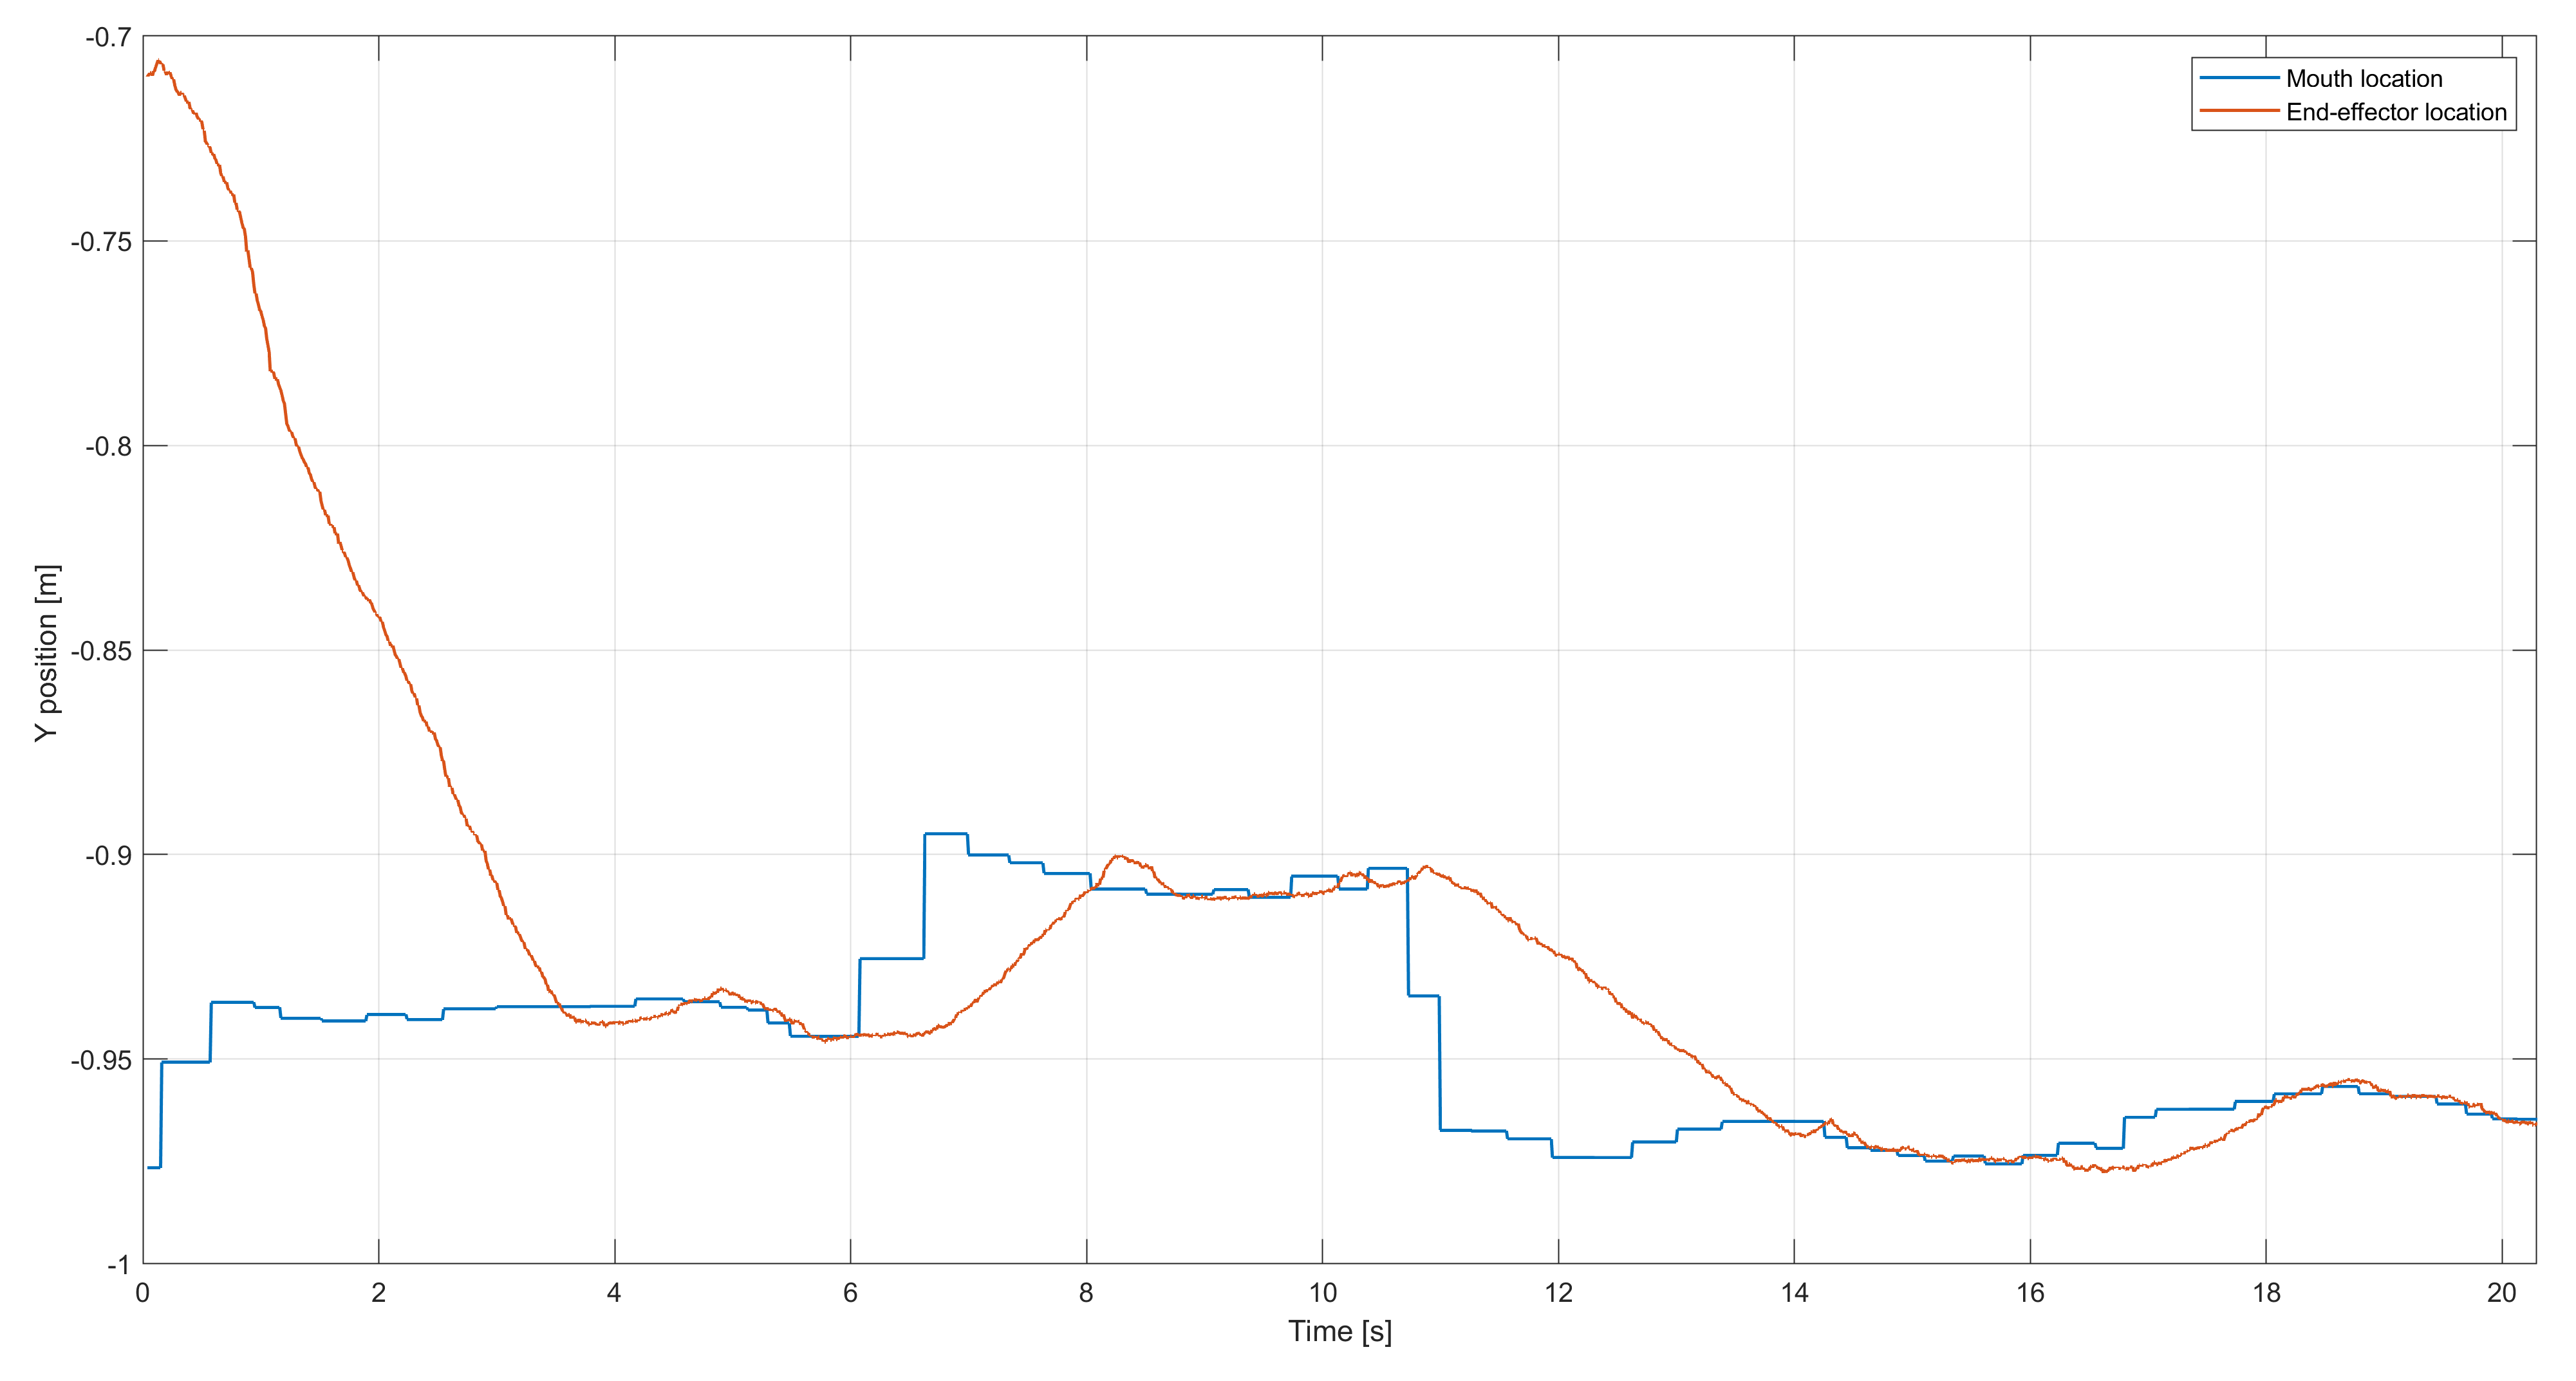 -0.7
-0.75
-0.8
-0.85
-0.9
-0.95
-1
Y position [m]
Mouth location
End-effector location
0 2 4 6 8 10 12 14 16 18 20
Time [s]